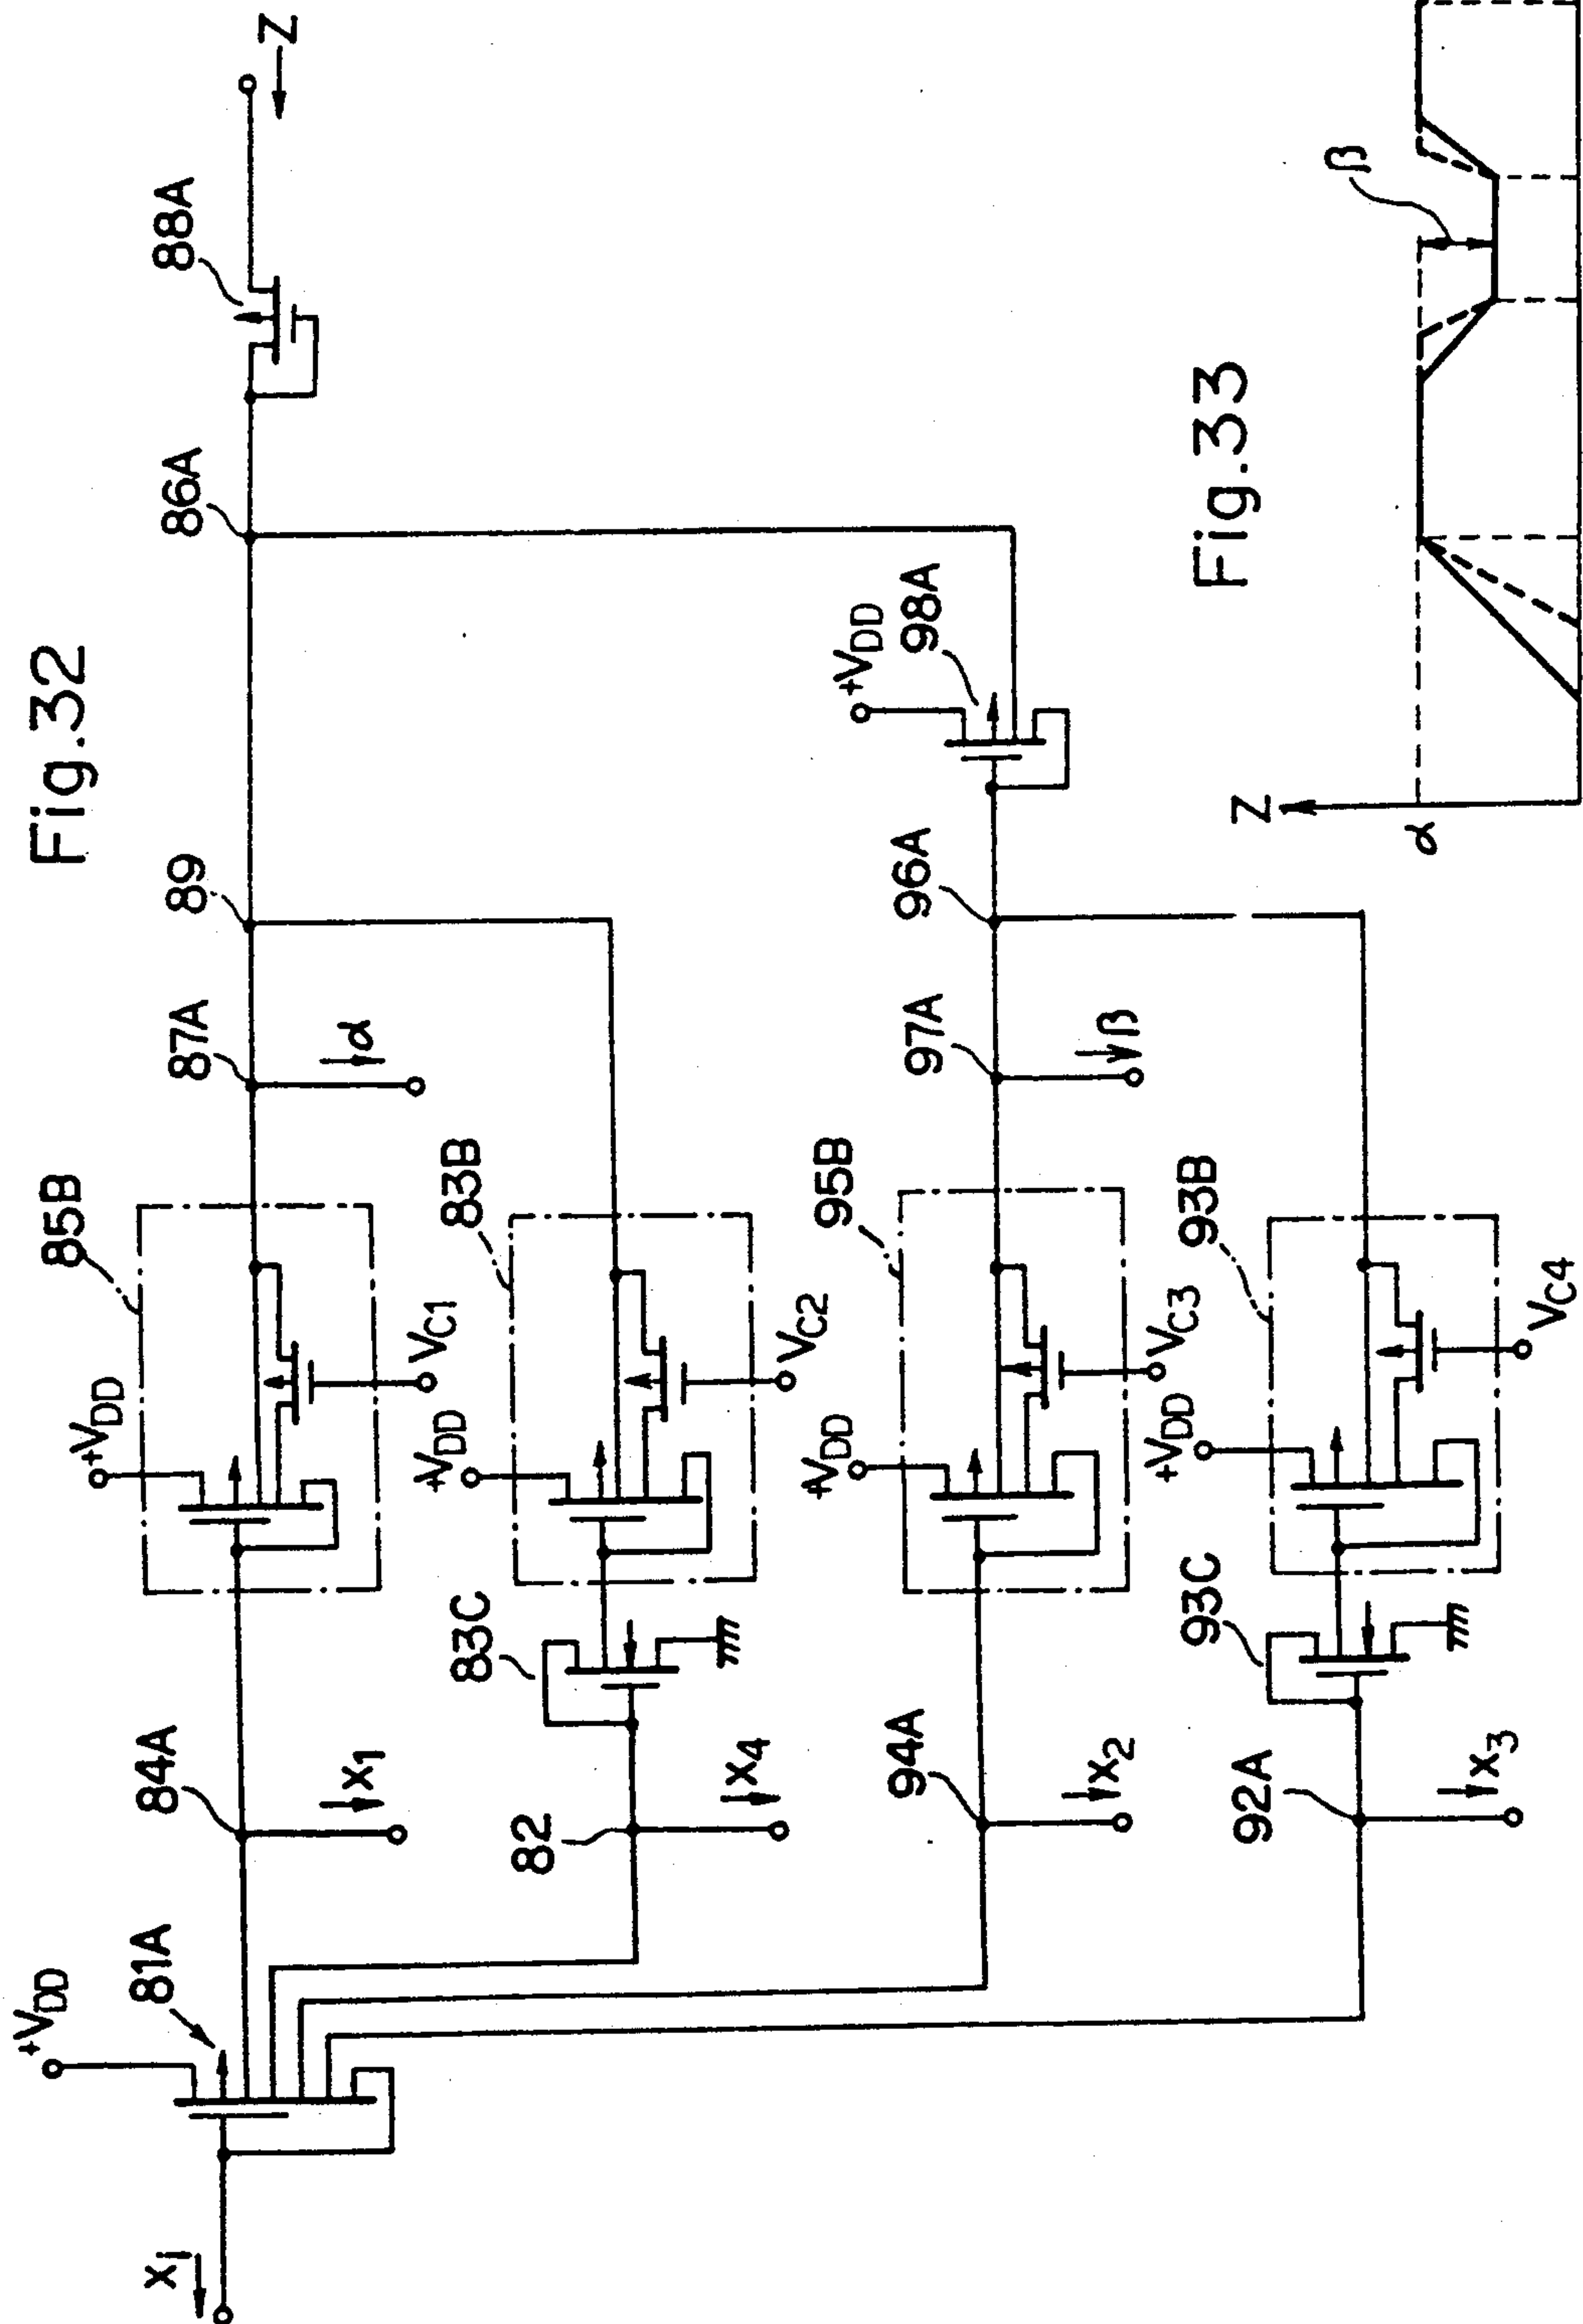 Fig.32
+VDD
81A
xi
84A
x1
85B
+VDD
VC1
87A
α
89
86A
88A
Z
82
x4
83C
83B
+VDD
VC2
94A
x2
95B
+VDD
VC3
97A
β
96A
+VDD
98A
92A
x3
93C
93B
+VDD
VC4
Fig.33
Z
α
β